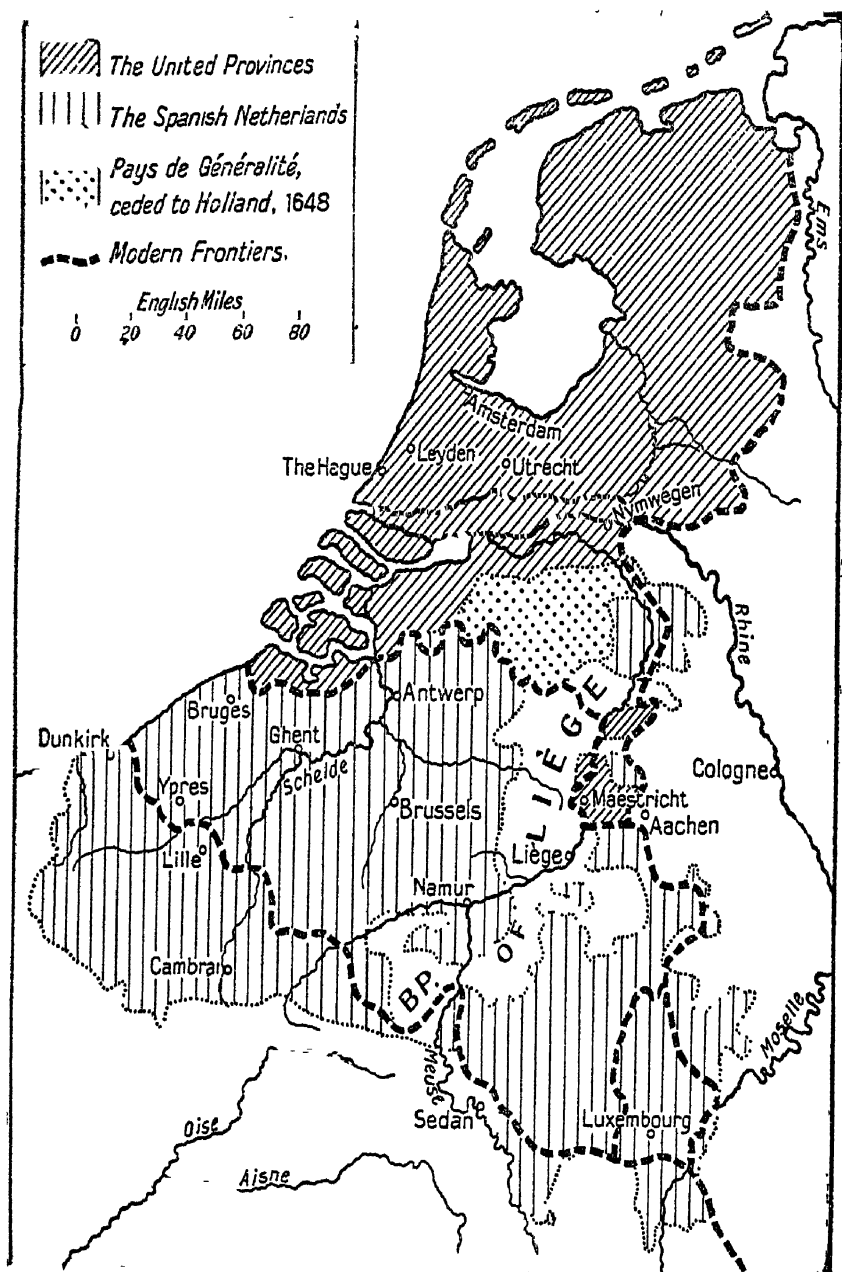 The United Provinces
The Spanish Netherlands
Pays de Généralité,
ceded to Holland, 1648
Modern Frontiers.
English Miles
0 20 40 60 80
Ems
Amsterdam
Leyden
The Hague
Utrecht
Nymwegen
Rhine
Antwerp
Bruges
Ghent
Dunkirk
Schelde
Ypres
Cologne
Brussels
Maestricht
Aachen
Lille
Liège
Namur
BP. OF LIÈGE
Cambrai
Moselle
Meuse
Sedan
Luxembourg
Oise
Aisne